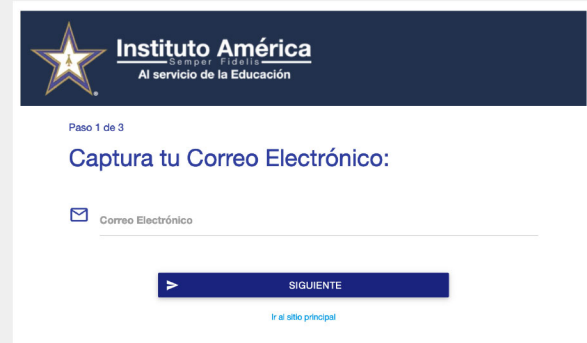 Instituto América
Semper Fidelis
Al servicio de la Educación
Paso 1 de 3
Captura tu Correo Electrónico:
Correo Electrónico
SIGUIENTE
Ir al sitio principal